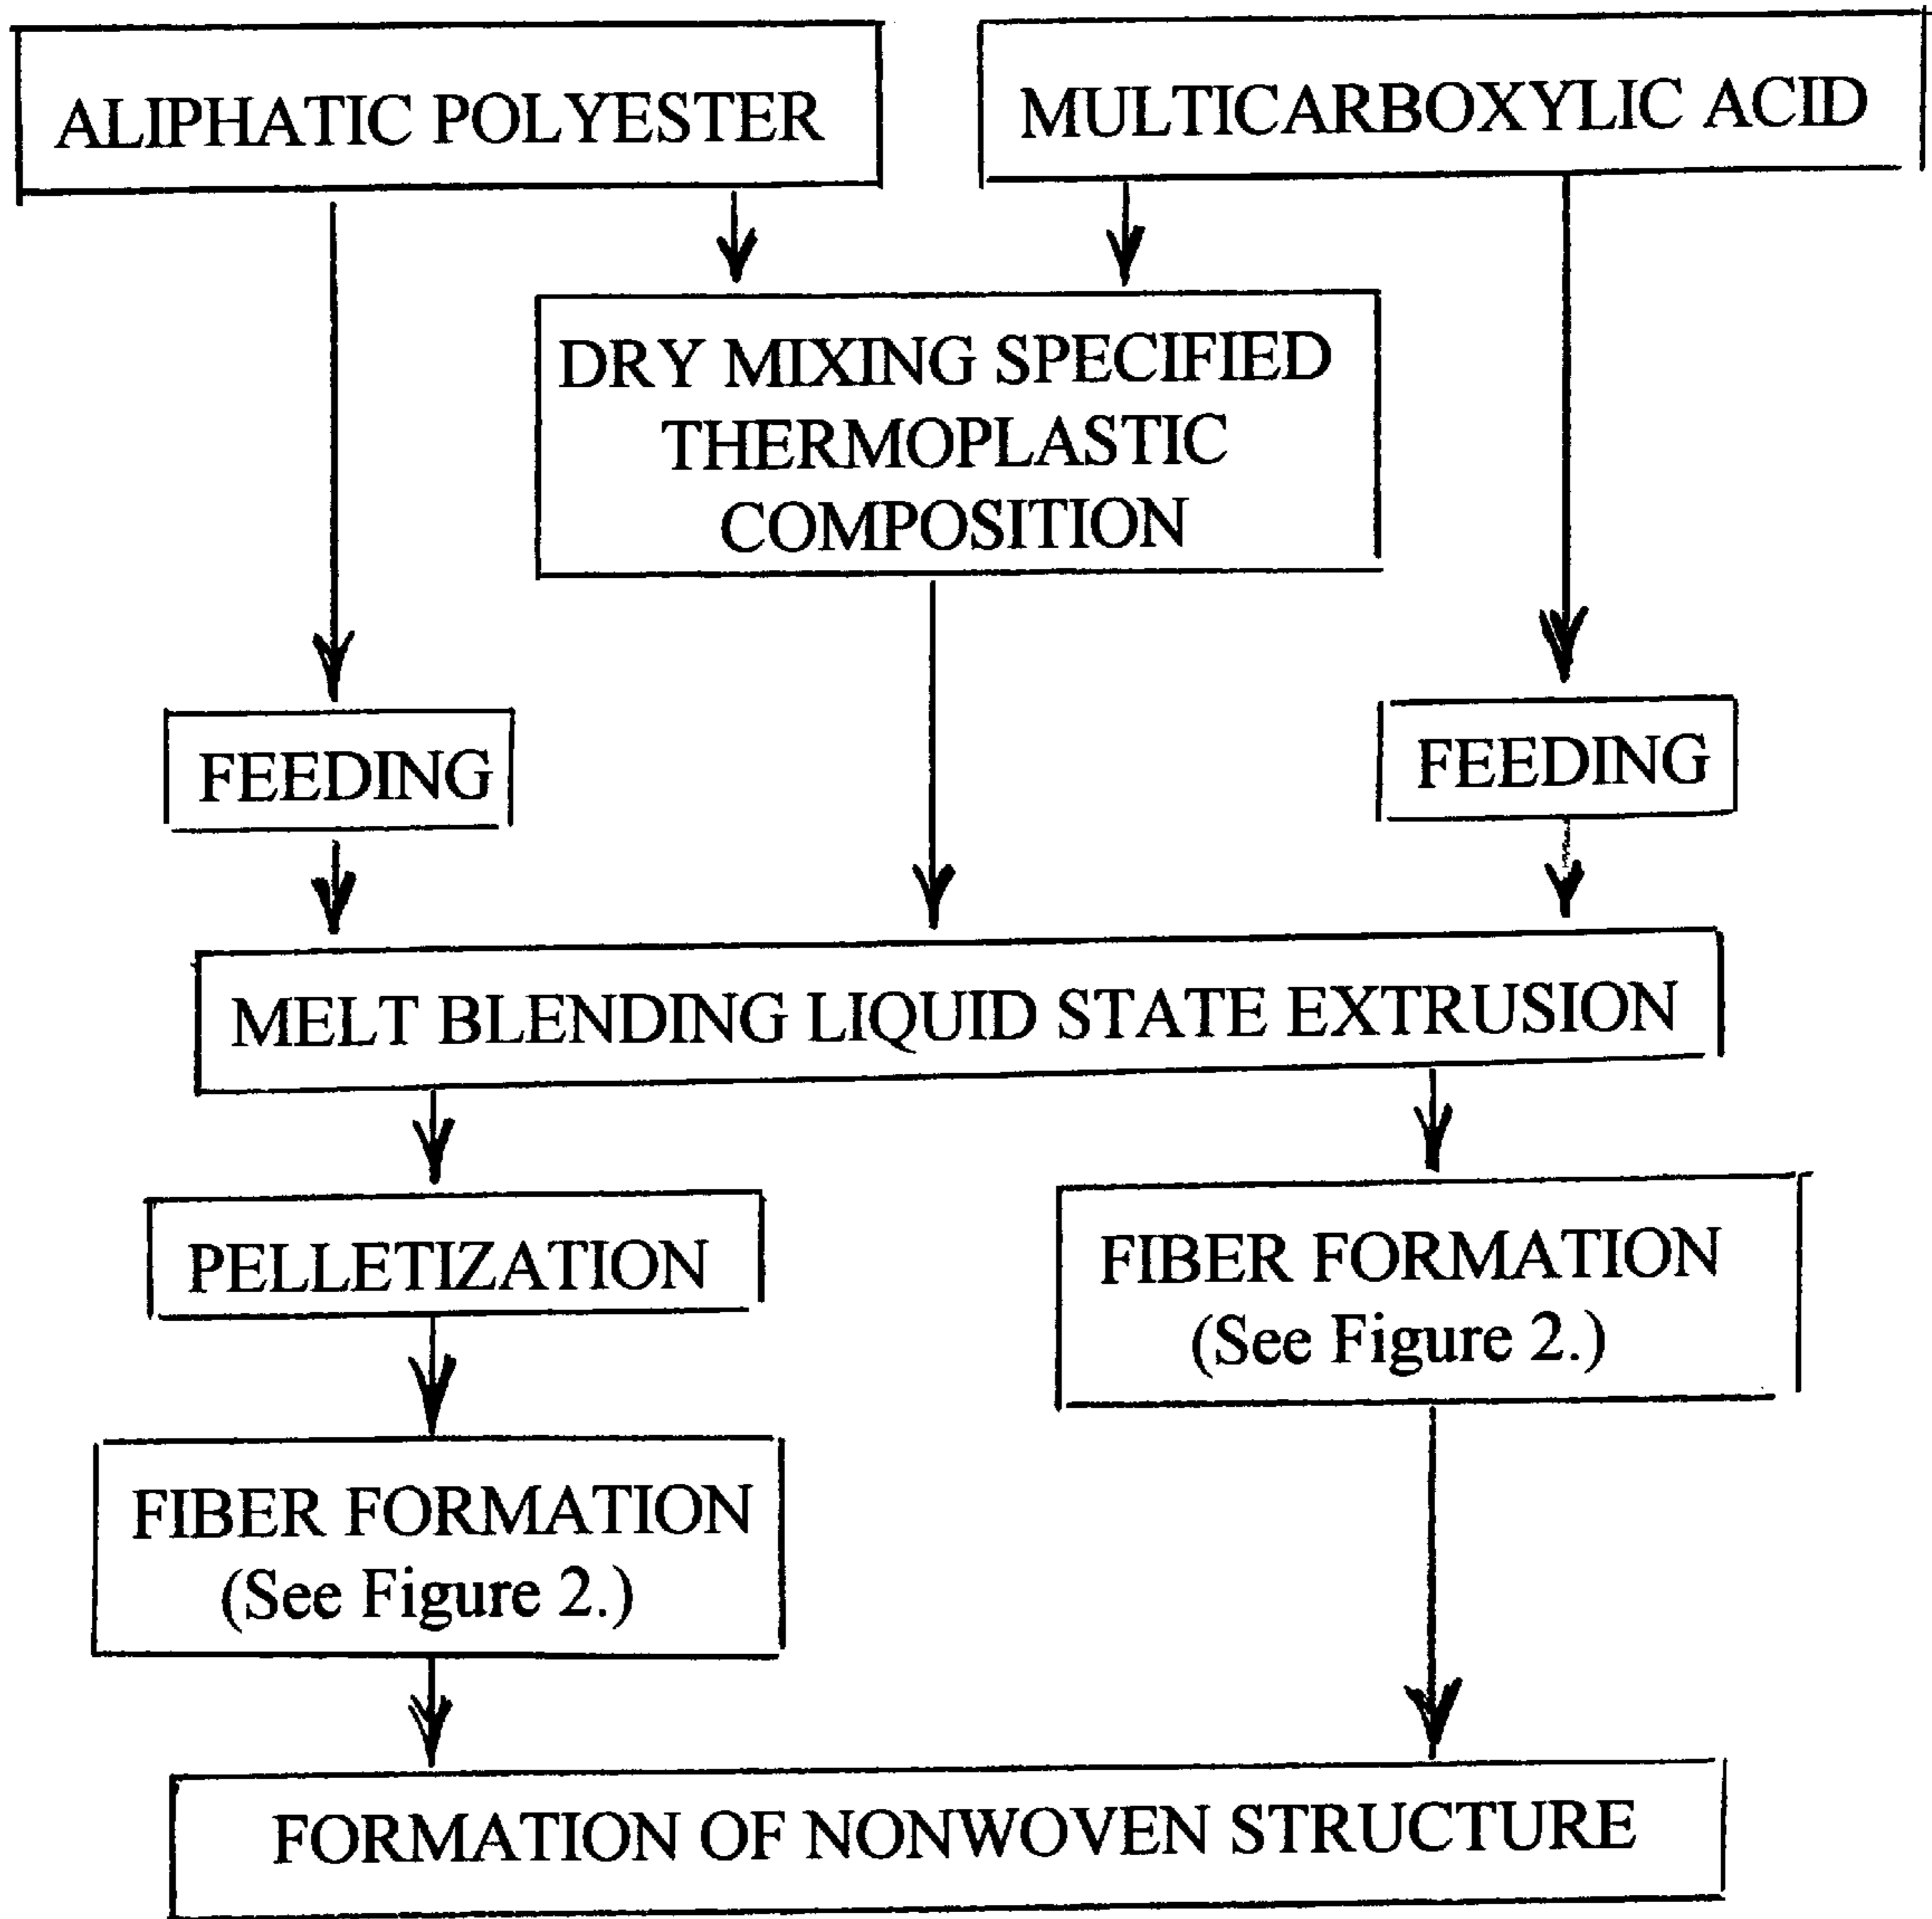 ALIPHATIC POLYESTER
MULTICARBOXYLIC ACID
DRY MIXING SPECIFIED
THERMOPLASTIC
COMPOSITION
FEEDING
FEEDING
MELT BLENDING LIQUID STATE EXTRUSION
PELLETIZATION
FIBER FORMATION
(See Figure 2.)
FIBER FORMATION
(See Figure 2.)
FORMATION OF NONWOVEN STRUCTURE